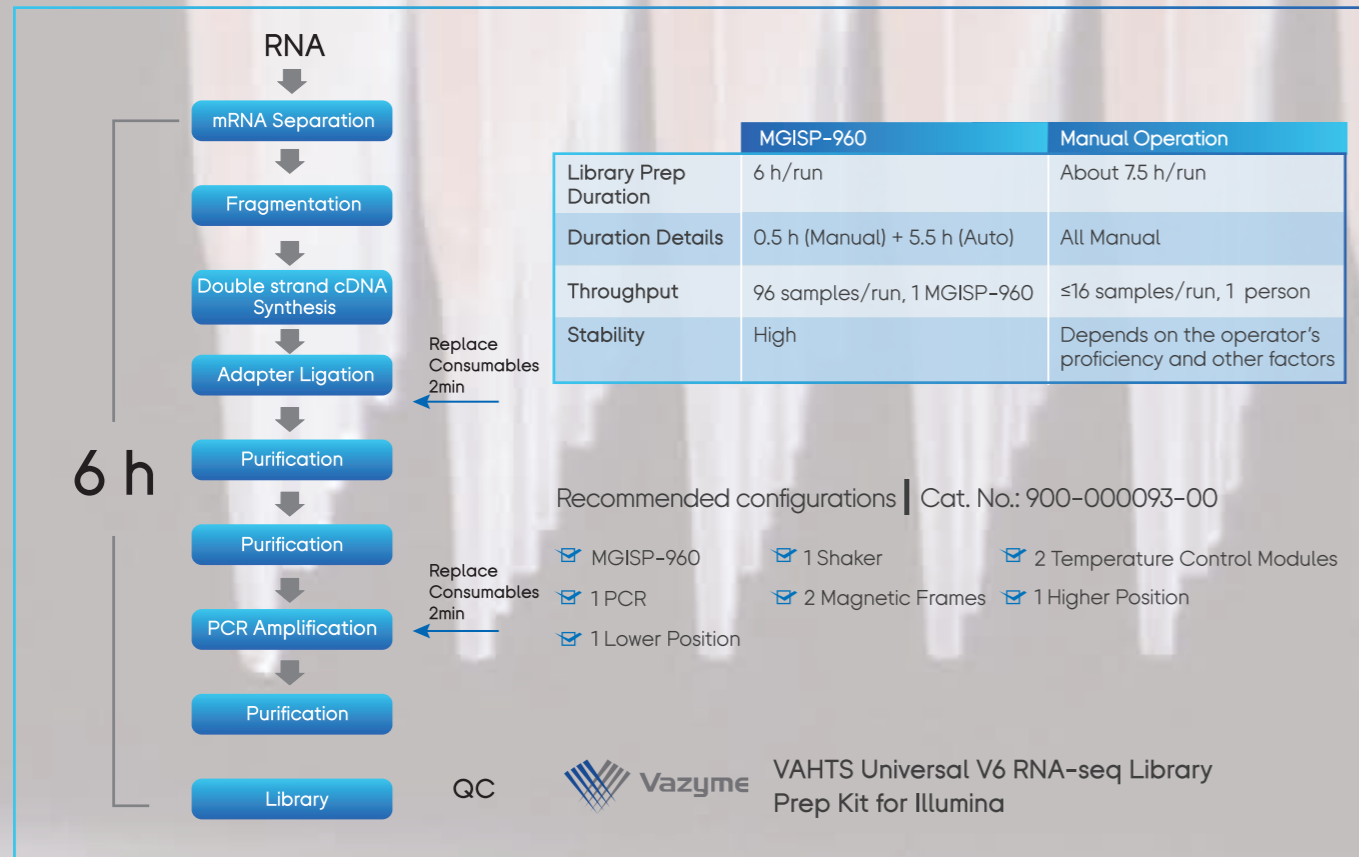 RNA
mRNA Separation
Fragmentation
Double strand cDNA
Synthesis
Adapter Ligation
Replace
Consumables
2min
Purification
6 h
Purification
Replace
Consumables
2min
PCR Amplification
Purification
Library
QC
MGISP-960 Manual Operation
Library Prep
Duration
6 h/run
About 7.5 h/run
Duration Details 0.5 h (Manual) + 5.5 h (Auto) All Manual
Throughput 96 samples/run, 1 MGISP-960 ≤16 samples/run, 1 person
Stability High
Depends on the operator's
proficiency and other factors
Recommended configurations | Cat. No.: 900-000093-00
MGISP-960 1 Shaker 2 Temperature Control Modules
1 PCR 2 Magnetic Frames 1 Higher Position
1 Lower Position
Vazyme
VAHTS Universal V6 RNA-seq Library
Prep Kit for Illumina